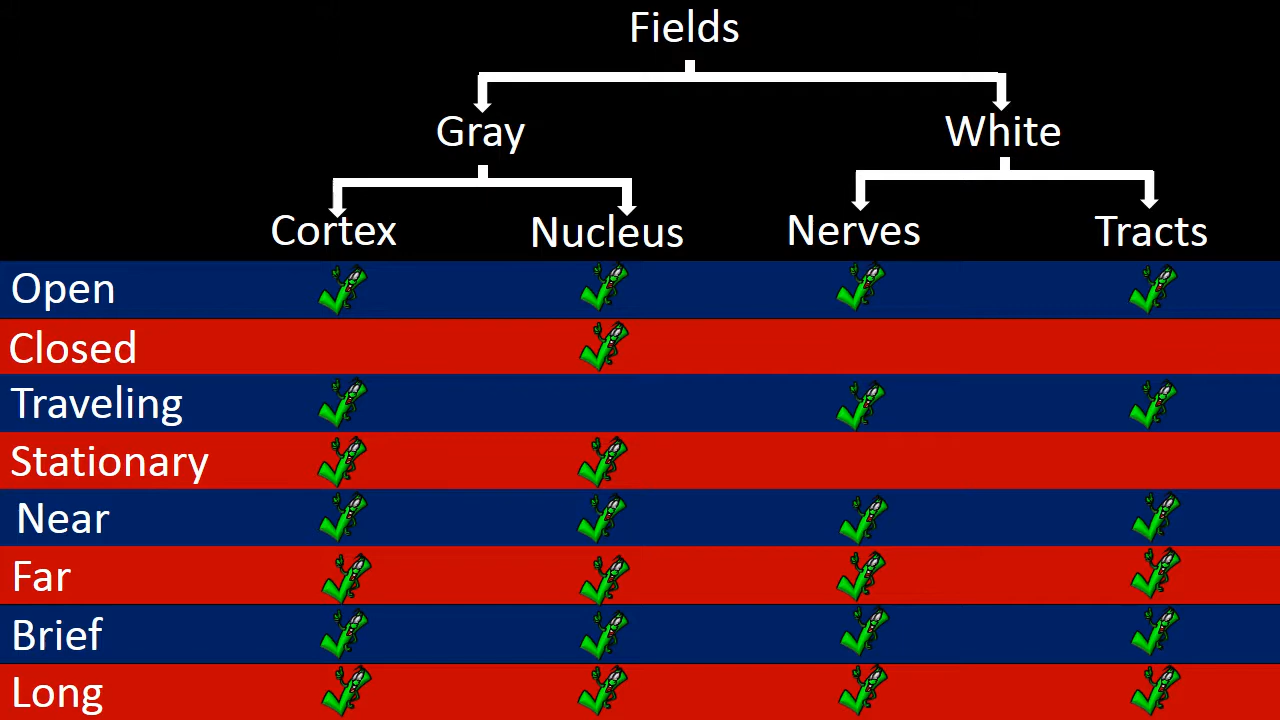 Fields
Gray White
Cortex Nucleus Nerves Tracts
Open
Closed
Traveling
Stationary
Near
Far
Brief
Long